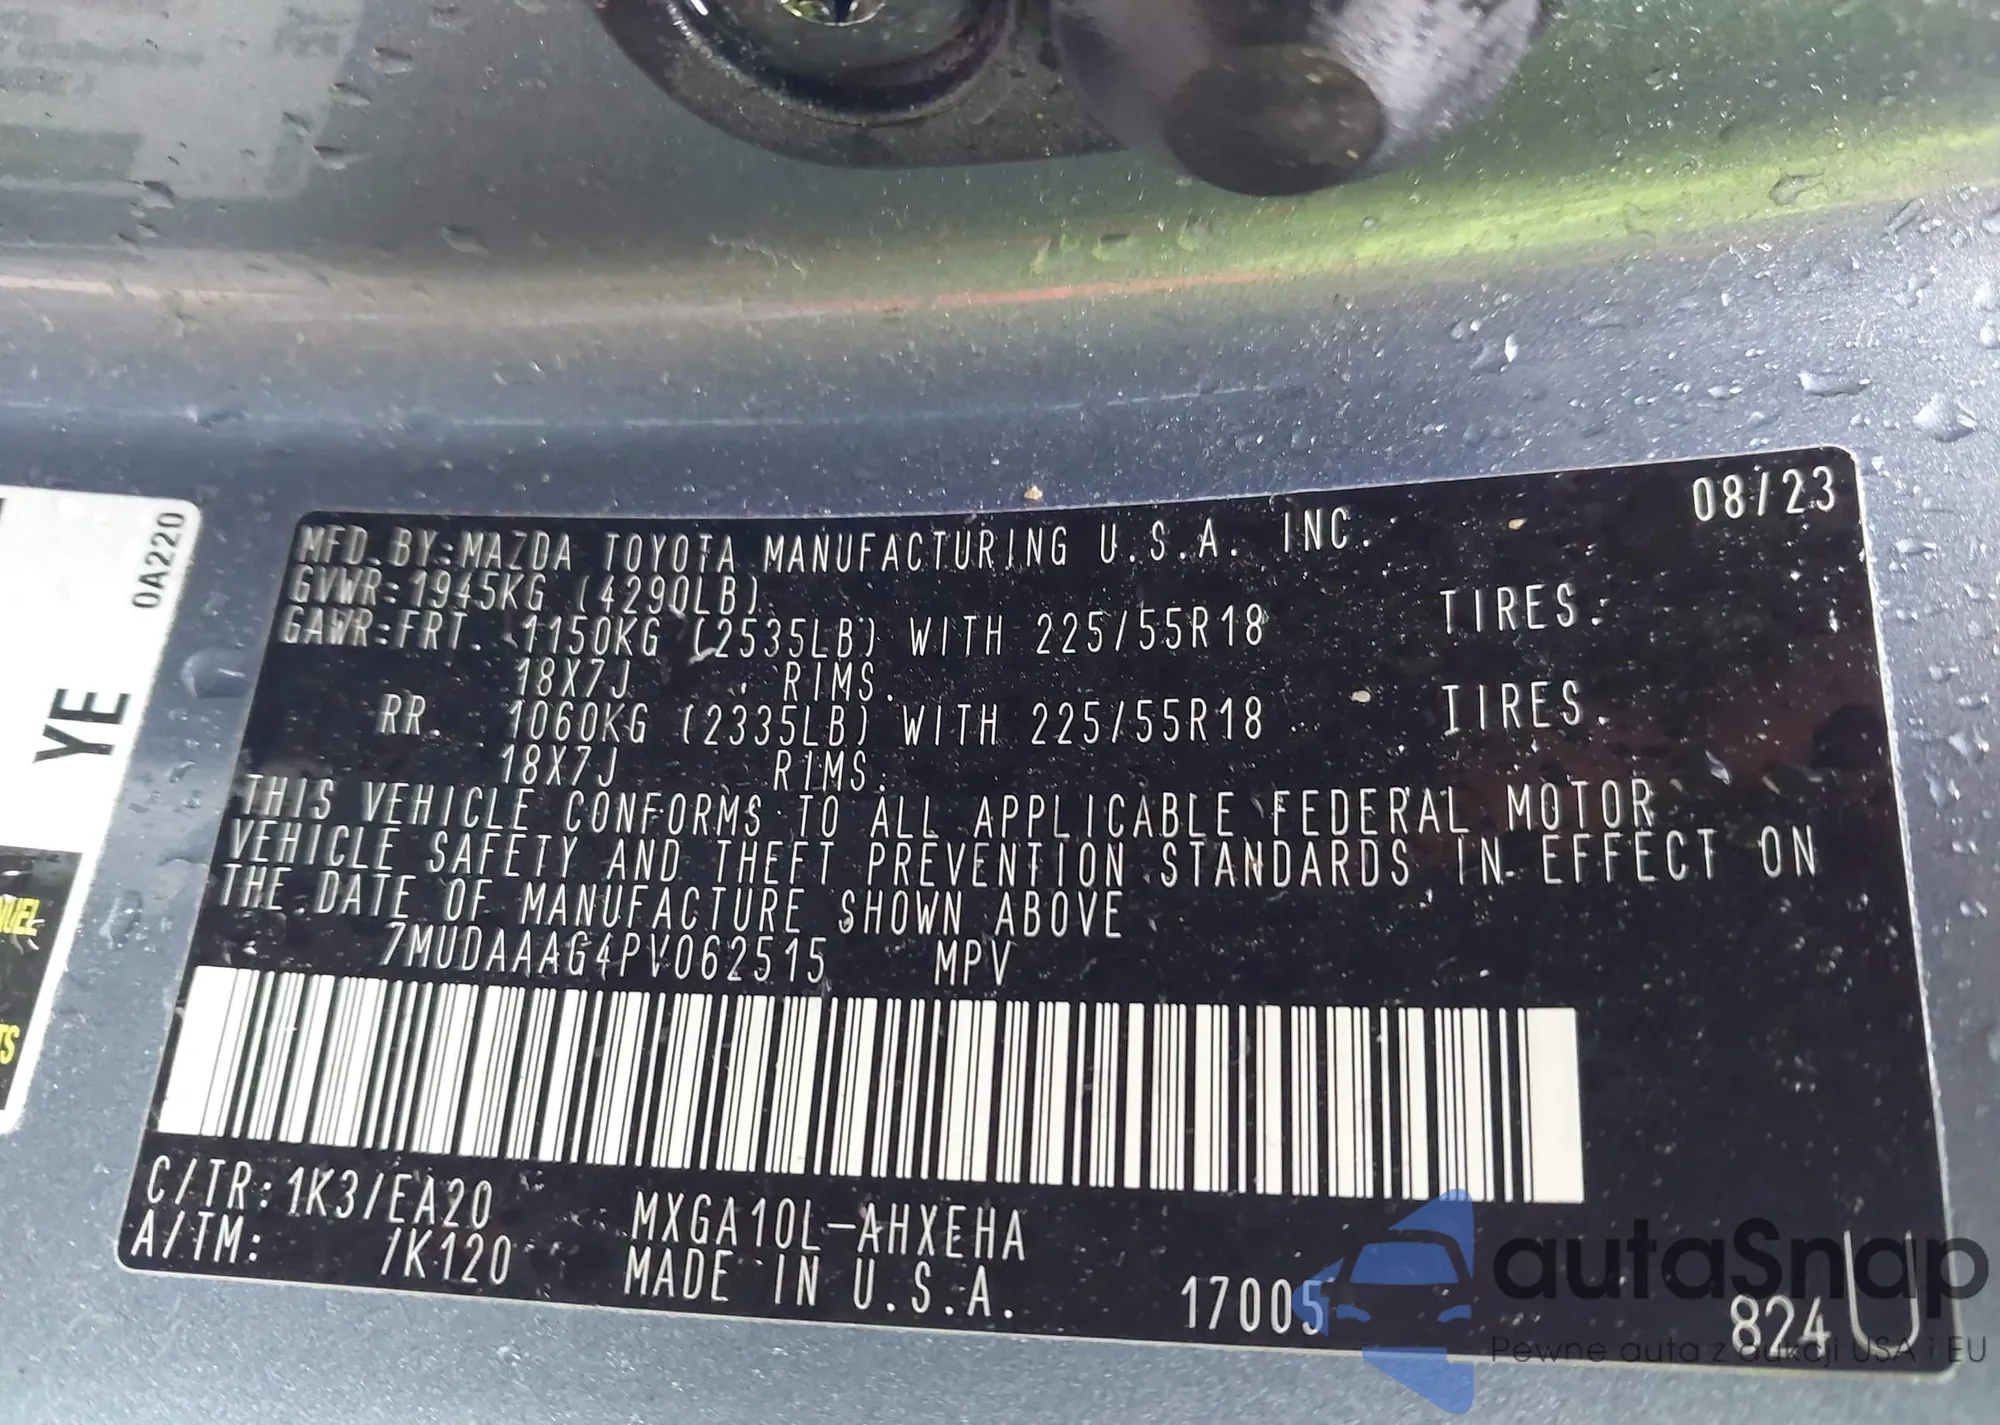 08/23
MFD. BY: MAZDA TOYOTA MANUFACTURING U.S.A. INC.
GVWR: 1945KG (4290LB)
GAWR: FRT. 1150KG (2535LB) WITH 225/55R18 TIRES.
18X7J RIMS.
RR 1060KG (2335LB) WITH 225/55R18 TIRES.
18X7J RIMS.
THIS VEHICLE CONFORMS TO ALL APPLICABLE FEDERAL MOTOR
VEHICLE SAFETY AND THEFT PREVENTION STANDARDS IN EFFECT ON
THE DATE OF MANUFACTURE SHOWN ABOVE
7MUDAAAG4PV062515 MPV
C/TR: 1K3/EA20 MXGA10L-AHXEHA
A/TM: /K120 MADE IN U.S.A. 17005 824 U
0A220
YE
autaSnap
Pewne auta z aukcji USA i EU